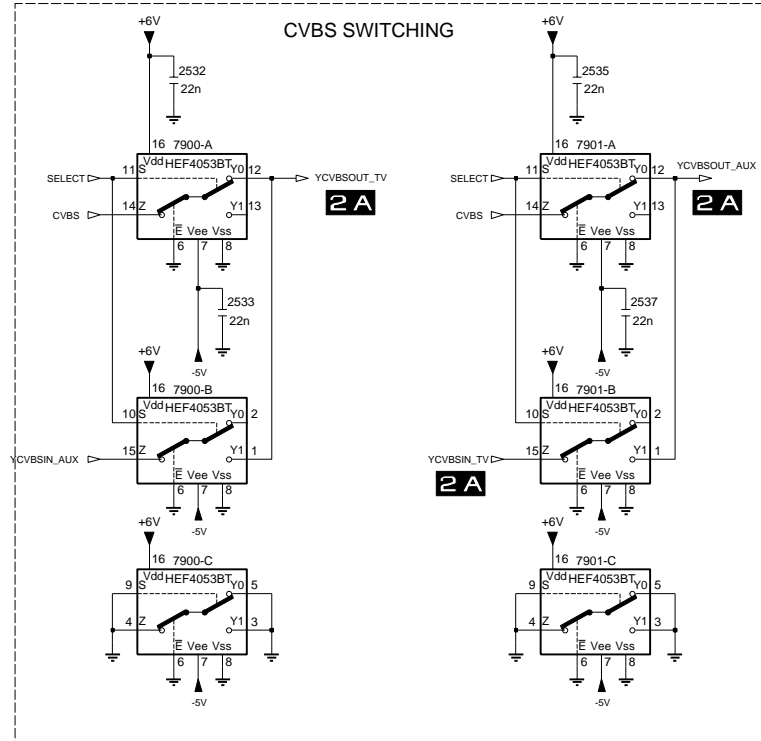 CVBS SWITCHING
+6V
2532
22n
16 7900-A
Vdd HEF4053BT
SELECT 11 S Y0 12 YCVBSOUT_TV
CVBS 14 Z Y1 13 2 A
E Vee Vss
6 7 8
2533
22n
-5V
+6V
16 7900-B
Vdd HEF4053BT
10 S Y0 2
YCVBSIN_AUX 15 Z Y1 1
E Vee Vss
6 7 8
-5V
+6V
16 7900-C
Vdd HEF4053BT
9 S Y0 5
4 Z Y1 3
E Vee Vss
6 7 8
-5V
+6V
2535
22n
16 7901-A
Vdd HEF4053BT
SELECT 11 S Y0 12 YCVBSOUT_AUX
CVBS 14 Z Y1 13 2 A
E Vee Vss
6 7 8
2537
22n
-5V
+6V
16 7901-B
Vdd HEF4053BT
10 S Y0 2
YCVBSIN_TV 15 Z Y1 1
2 A
E Vee Vss
6 7 8
-5V
+6V
16 7901-C
Vdd HEF4053BT
9 S Y0 5
4 Z Y1 3
E Vee Vss
6 7 8
-5V